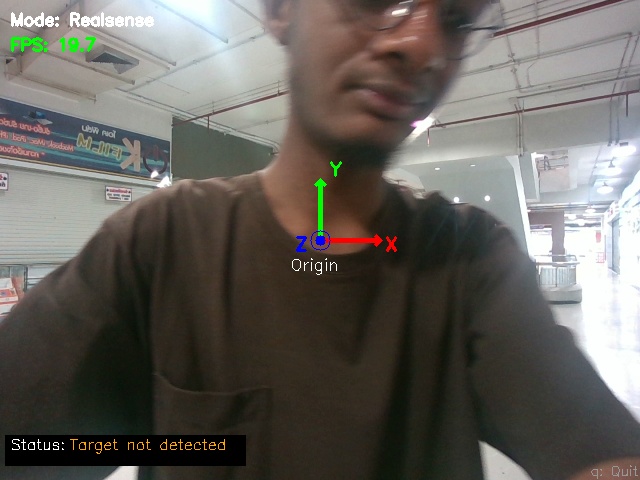 Mode: Realsense
FPS: 19.7
Y
Z
X
Origin
Status: Target not detected
q: Quit